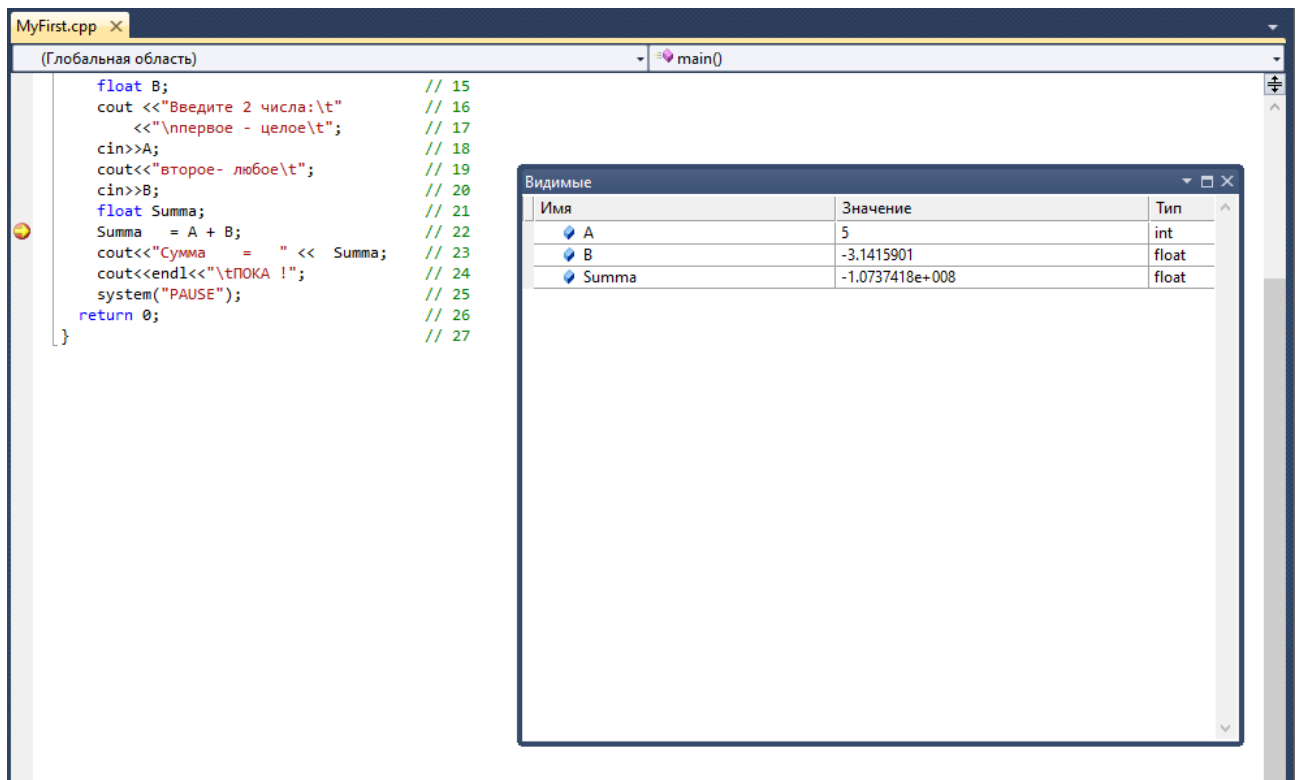 MyFirst.cpp
(Глобальная область) main()
float B; // 15
cout <<"Введите 2 числа:\t" // 16
<<"\nпервое - целое\t"; // 17
cin>>A; // 18
cout<<"второе- любое\t"; // 19
cin>>B; // 20
float Summa; // 21
Summa = A + B; // 22
cout<<"Сумма = " << Summa; // 23
cout<<endl<<"\tПОКА !"; // 24
system("PAUSE"); // 25
return 0; // 26
} // 27
Видимые
Имя Значение Тип
A 5 int
B -3.1415901 float
Summa -1.0737418e+008 float